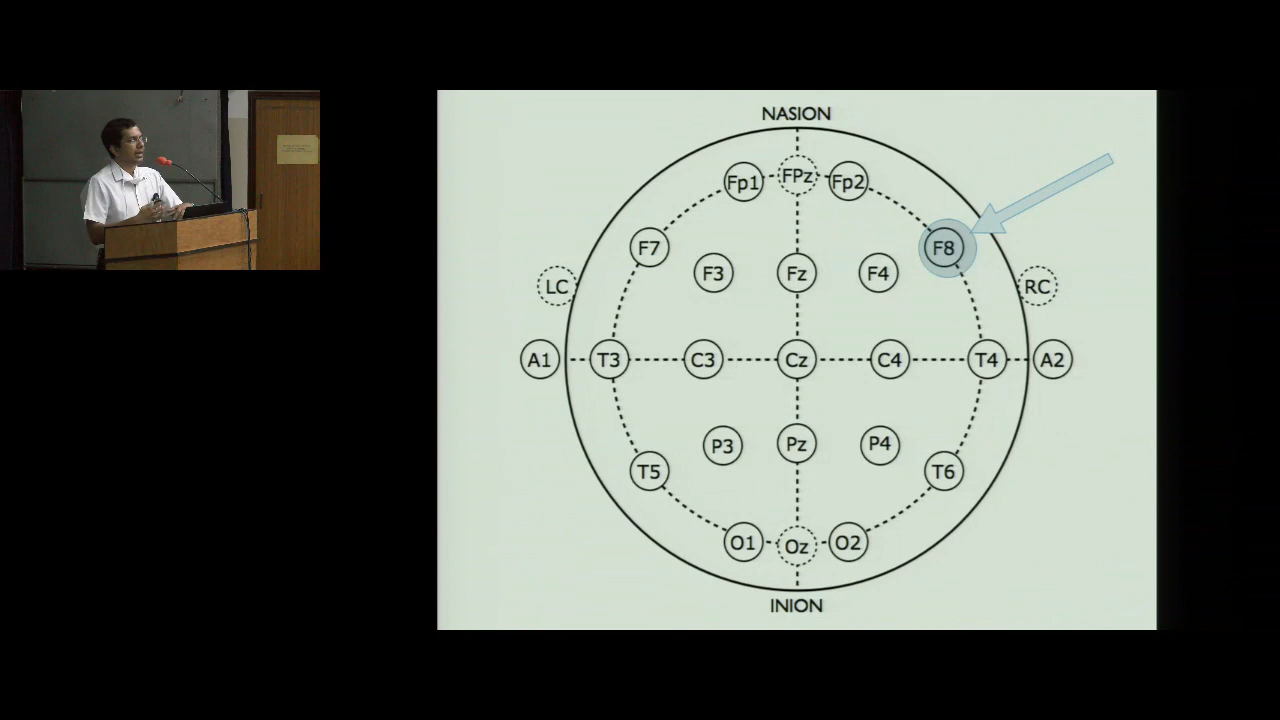 NASION
Fp1 FPz Fp2
F7 F3 Fz F4 F8
LC RC
A1 T3 C3 Cz C4 T4 A2
T5 P3 Pz P4 T6
O1 Oz O2
INION